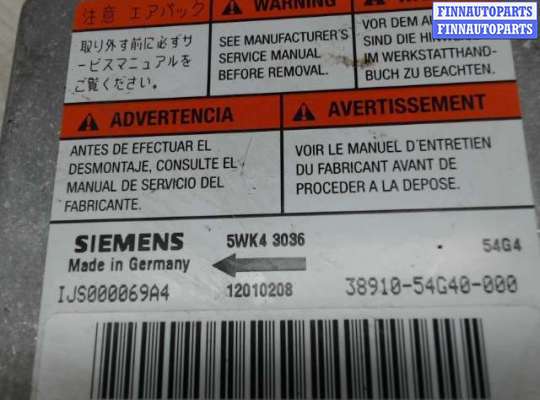 FINNAUTOPARTS
FINNAUTOPARTS
注意 エアバック
取り外す前に必ずサ
ービスマニュアルを
ご覧ください。
WARNING
SEE MANUFACTURER'S
SERVICE MANUAL
BEFORE REMOVAL.
VOR DEM
SIND DIE HINWEISE
IM WERKSTATTHAND-
BUCH ZU BEACHTEN.
ADVERTENCIA
ANTES DE EFECTUAR EL
DESMONTAJE, CONSULTE EL
MANUAL DE SERVICIO DEL
FABRICANTE.
AVERTISSEMENT
VOIR LE MANUEL D'ENTRETIEN
DU FABRICANT AVANT DE
PROCEDER A LA DEPOSE.
SIEMENS
5WK4 3036
54G4
Made in Germany
IJS000069A4
12010208
38910-54G40-000